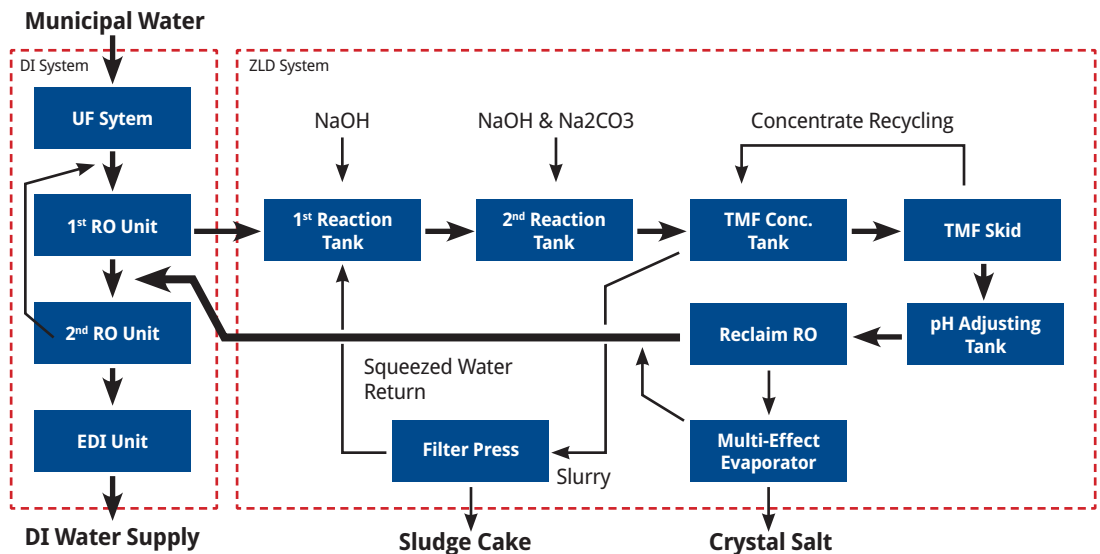 Municipal Water
DI System
ZLD System
UF Sytem
NaOH
NaOH & Na2CO3
Concentrate Recycling
1st RO Unit
1st Reaction
Tank
2nd Reaction
Tank
TMF Conc.
Tank
TMF Skid
2nd RO Unit
Reclaim RO
pH Adjusting
Tank
Squeezed Water
Return
EDI Unit
Filter Press
Slurry
Multi-Effect
Evaporator
DI Water Supply
Sludge Cake
Crystal Salt